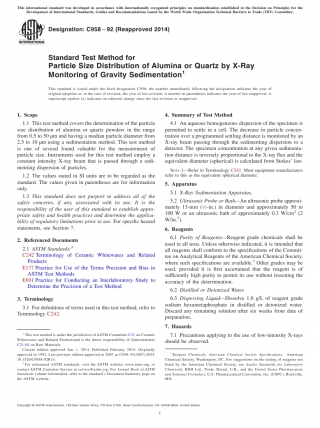 This international standard was developed in accordance with internationally recognized principles on standardization established in the Decision on Principles for the
Development of International Standards, Guides and Recommendations issued by the World Trade Organization Technical Barriers to Trade (TBT) Committee.
Designation: C958 − 92 (Reapproved 2014)
Standard Test Method for
Particle Size Distribution of Alumina or Quartz by X-Ray
Monitoring of Gravity Sedimentation1
This standard is issued under the fixed designation C958; the number immediately following the designation indicates the year of
original adoption or, in the case of revision, the year of last revision. A number in parentheses indicates the year of last reapproval. A
superscript epsilon (ε) indicates an editorial change since the last revision or reapproval.
1. Scope
1.1 This test method covers the determination of the particle
size distribution of alumina or quartz powders in the range
from 0.5 to 50 μm and having a median particle diameter from
2.5 to 10 μm using a sedimentation method. This test method
is one of several found valuable for the measurement of
particle size. Instruments used for this test method employ a
constant intensity X-ray beam that is passed through a sedi-
menting dispersion of particles.
1.2 The values stated in SI units are to be regarded as the
standard. The values given in parentheses are for information
only.
1.3 This standard does not purport to address all of the
safety concerns, if any, associated with its use. It is the
responsibility of the user of this standard to establish appro-
priate safety and health practices and determine the applica-
bility of regulatory limitations prior to use. For specific hazard
statements, see Section 7.
2. Referenced Documents
2.1 ASTM Standards:2
C242 Terminology of Ceramic Whitewares and Related
Products
E177 Practice for Use of the Terms Precision and Bias in
ASTM Test Methods
E691 Practice for Conducting an Interlaboratory Study to
Determine the Precision of a Test Method
3. Terminology
3.1 For definitions of terms used in this test method, refer to
Terminology C242.
1 This test method is under the jurisdiction of ASTM Committee C21 on Ceramic
Whitewares and Related Products and is the direct responsibility of Subcommittee
C21.04 on Raw Materials.
Current edition approved Jan. 1, 2014. Published February 2014. Originally
approved in 1992. Last previous edition approved in 2007 as
2 For referenced ASTM standards, visit the ASTM website, www.astm.org, or
contact ASTM Customer Service at service@astm.org. For Annual Book of ASTM
Standards volume information, refer to the standard's Document Summary page on
the ASTM website.
4. Summary of Test Method
4.1 An aqueous homogeneous dispersion of the specimen is
permitted to settle in a cell. The decrease in particle concen-
tration over a programmed settling distance is monitored by an
X-ray beam passing through the sedimenting dispersion to a
detector. The specimen concentration at any given sedimenta-
tion distance is inversely proportional to the X-ray flux and the
equivalent diameter (spherical) is calculated from Stokes' law.
NOTE 1—Refer to Terminology C242. Most equipment manufacturers
refer to this as the equivalent spherical diameter.
5. Apparatus
5.1 X-Ray Sedimentation Apparatus.
5.2 Ultrasonic Probe or Bath—An ultrasonic probe approxi-
mately 13-mm (½-in.) in diameter and approximately 50 to
100 W or an ultrasonic bath of approximately 0.3 W/cm2 (2
W/in.2).
6. Reagents
6.1 Purity of Reagents—Reagent grade chemicals shall be
used in all tests. Unless otherwise indicated, it is intended that
all reagents shall conform to the specifications of the Commit-
tee on Analytical Reagents of the American Chemical Society,
where such specifications are available.3 Other grades may be
used, provided it is first ascertained that the reagent is of
sufficiently high purity to permit its use without lessening the
accuracy of the determination.
6.2 Distilled or Deionized Water.
6.3 Dispersing Liquid—Dissolve 1.0 g/L of reagent grade
sodium hexametaphosphate in distilled or deionized water.
Discard any remaining solution after six weeks from date of
preparation.
7. Hazards
7.1 Precautions applying to the use of low-intensity X-rays
should be observed.
3 Reagent Chemicals, American Chemical Society Specifications, American
Chemical Society, Washington, DC. For suggestions on the testing of reagents not
listed by the American Chemical Society, see Analar Standards for Laboratory
Chemicals, BDH Ltd., Poole, Dorset, U.K., and the United States Pharmacopeia
and National Formulary, U.S. Pharmacopeial Convention, Inc. (USPC), Rockville,
MD.
Copyright © ASTM International, 100 Barr Harbor Drive, PO Box C700, West Conshohocken, PA 19428-2959. United States
1